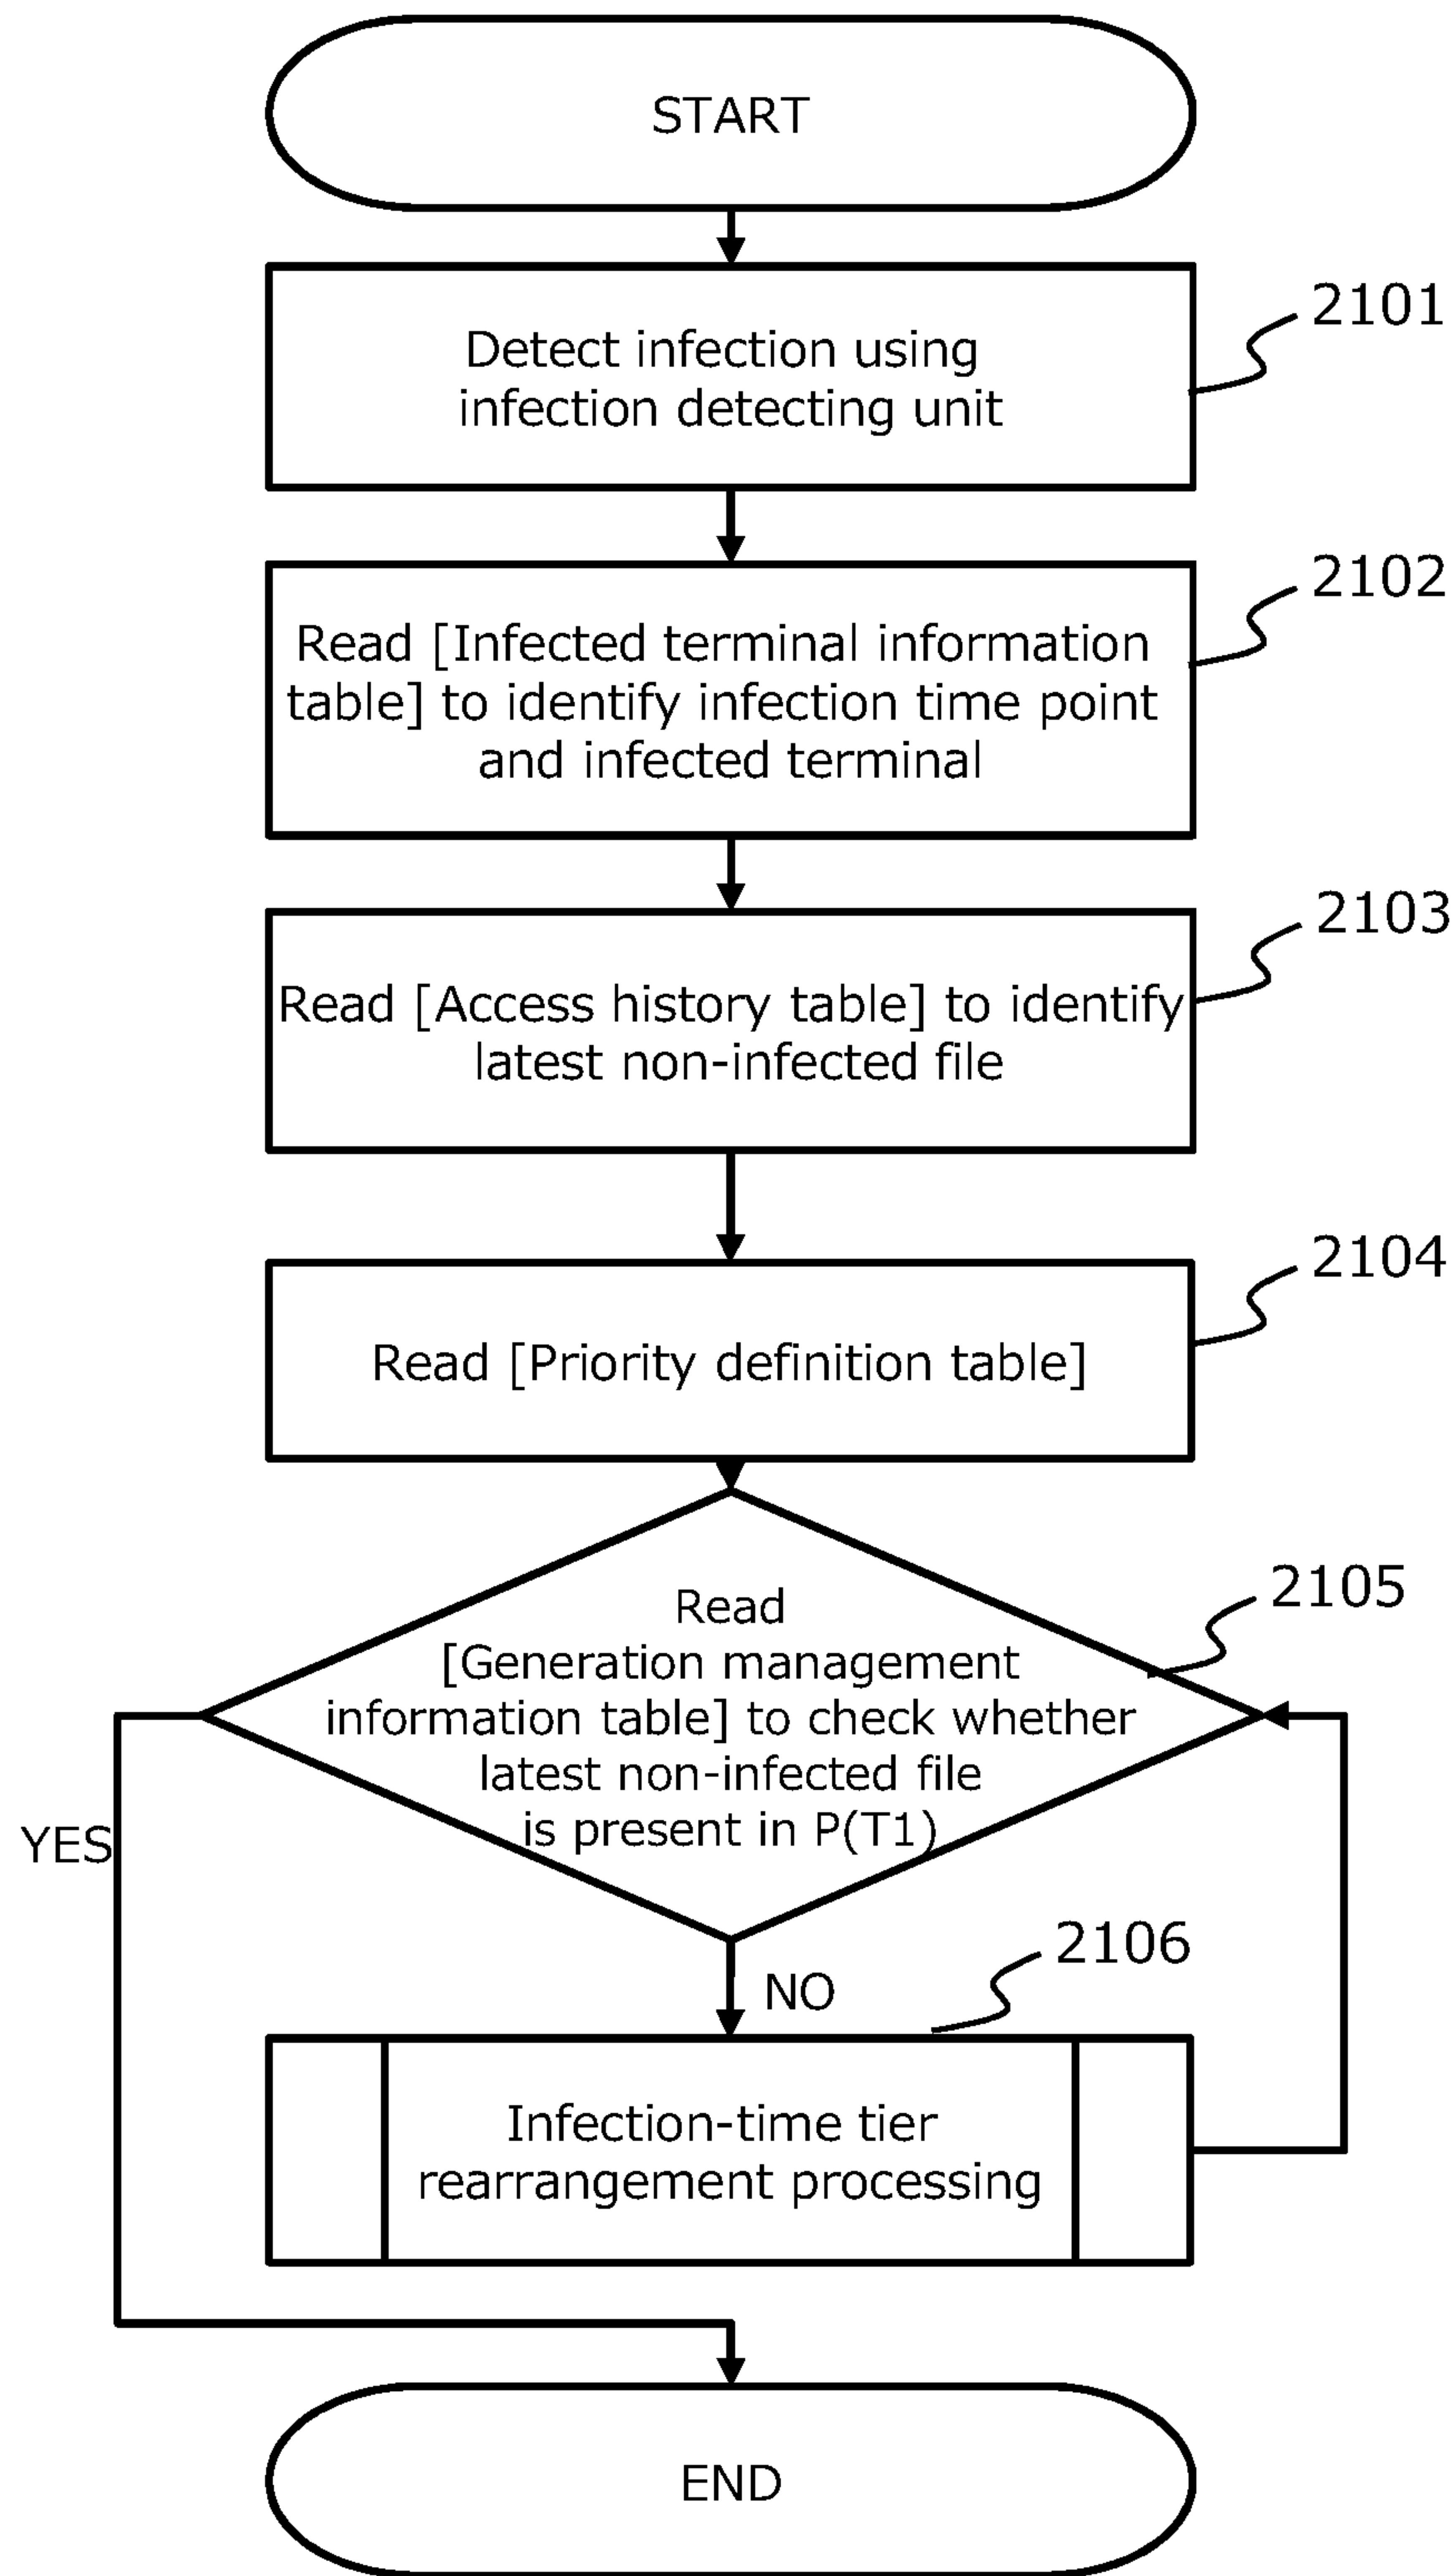 START
2101
Detect infection using
infection detecting unit
2102
Read [Infected terminal information
table] to identify infection time point
and infected terminal
2103
Read [Access history table] to identify
latest non-infected file
2104
Read [Priority definition table]
2105
Read
[Generation management
information table] to check whether
latest non-infected file
is present in P(T1)
YES
2106
NO
Infection-time tier
rearrangement processing
END